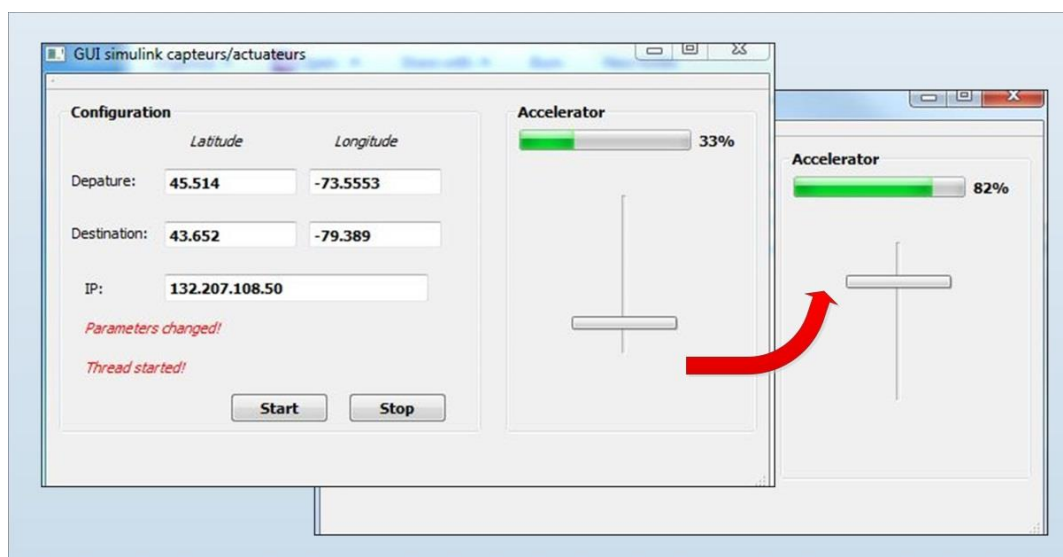 GUI simulink capteurs/actuateurs
Configuration
Latitude Longitude
Depature: 45.514 -73.5553
Destination: 43.652 -79.389
IP: 132.207.108.50
Parameters changed!
Thread started!
Start Stop
Accelerator
33%
Accelerator
82%